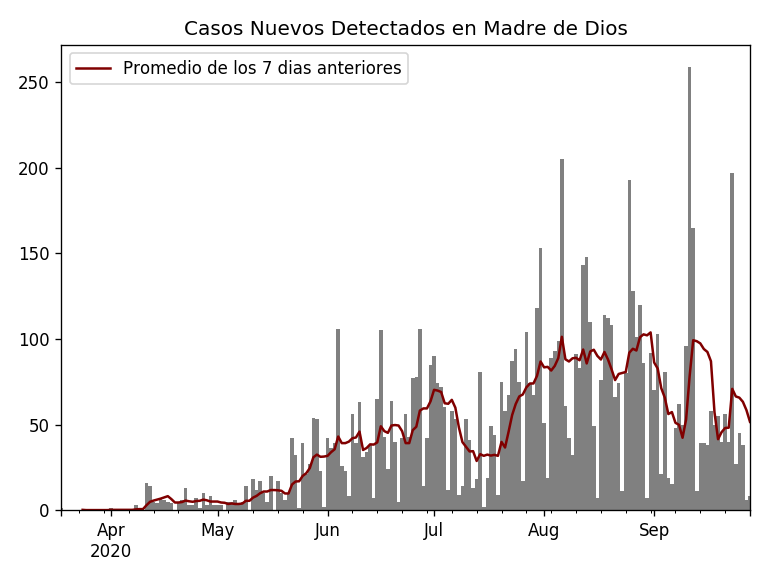 Casos Nuevos Detectados en Madre de Dios
Promedio de los 7 dias anteriores
250
200
150
100
50
0
Apr May Jun Jul Aug Sep
2020